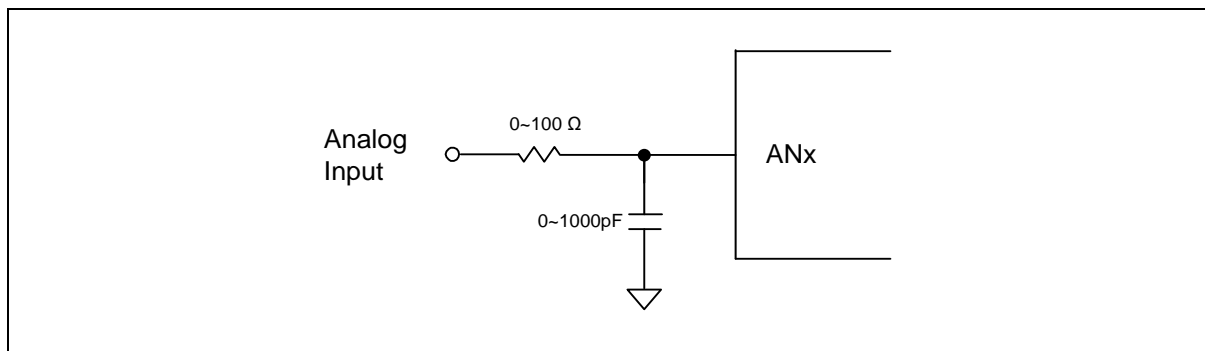 0~100 Ω
Analog
Input
ANx
0~1000pF